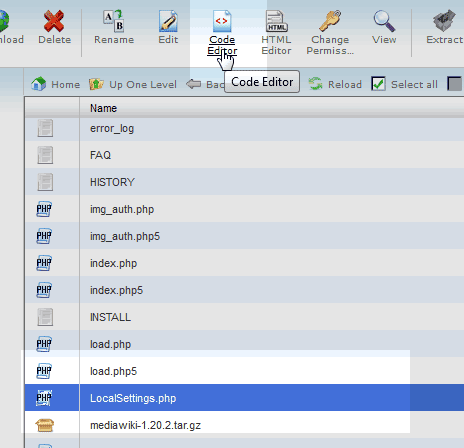 nload Delete Rename Edit Code Editor HTML Editor Change Permiss... View Extract
Code Editor
Home Up One Level Bac Reload Select all
Name
error_log
FAQ
HISTORY
img_auth.php
img_auth.php5
index.php
index.php5
INSTALL
load.php
load.php5
LocalSettings.php
mediawiki-1.20.2.tar.gz